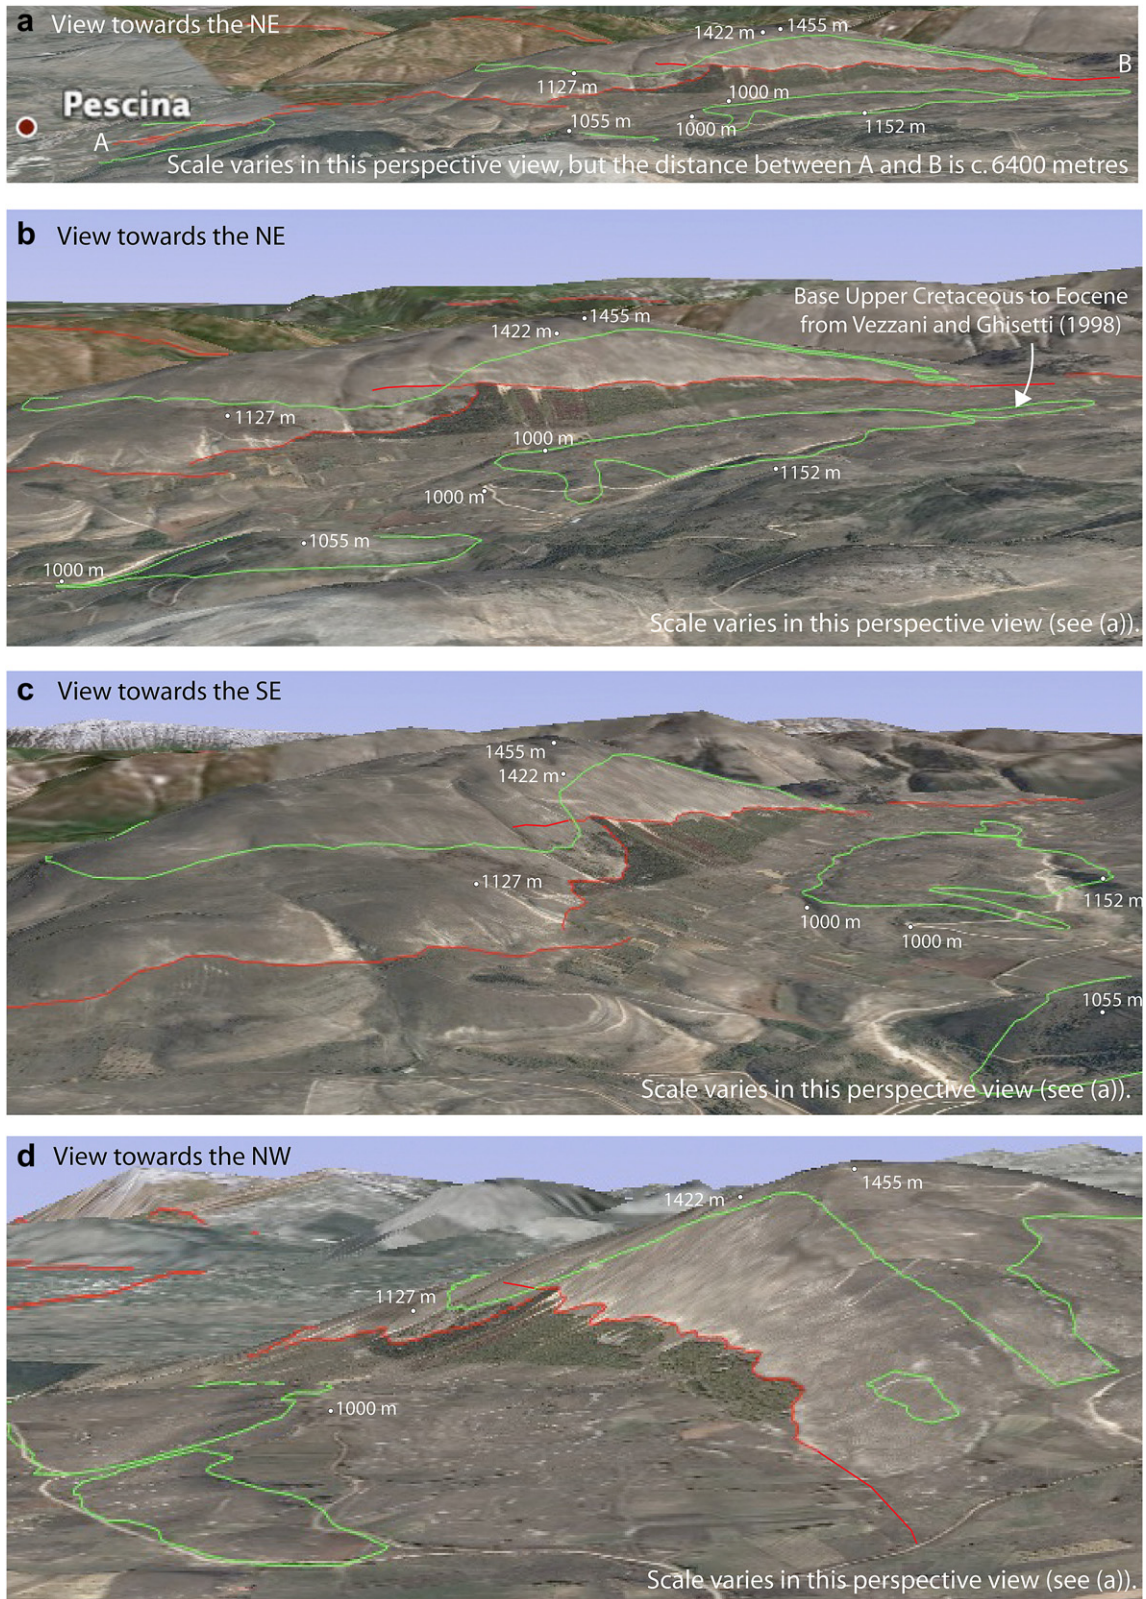 a View towards the NE
1422 m
1455 m
B
1127 m
1000 m
Pescina
A
1055 m
1000 m
1152 m
Scale varies in this perspective view, but the distance between A and B is c. 6400 metres
b View towards the NE
Base Upper Cretaceous to Eocene
from Vezzani and Ghisetti (1998)
1455 m
1422 m
1127 m
1000 m
1152 m
1000 m
1055 m
1000 m
Scale varies in this perspective view (see (a)).
c View towards the SE
1455 m
1422 m
1127 m
1152 m
1000 m
1000 m
1055 m
Scale varies in this perspective view (see (a)).
d View towards the NW
1455 m
1422 m
1127 m
1000 m
Scale varies in this perspective view (see (a)).